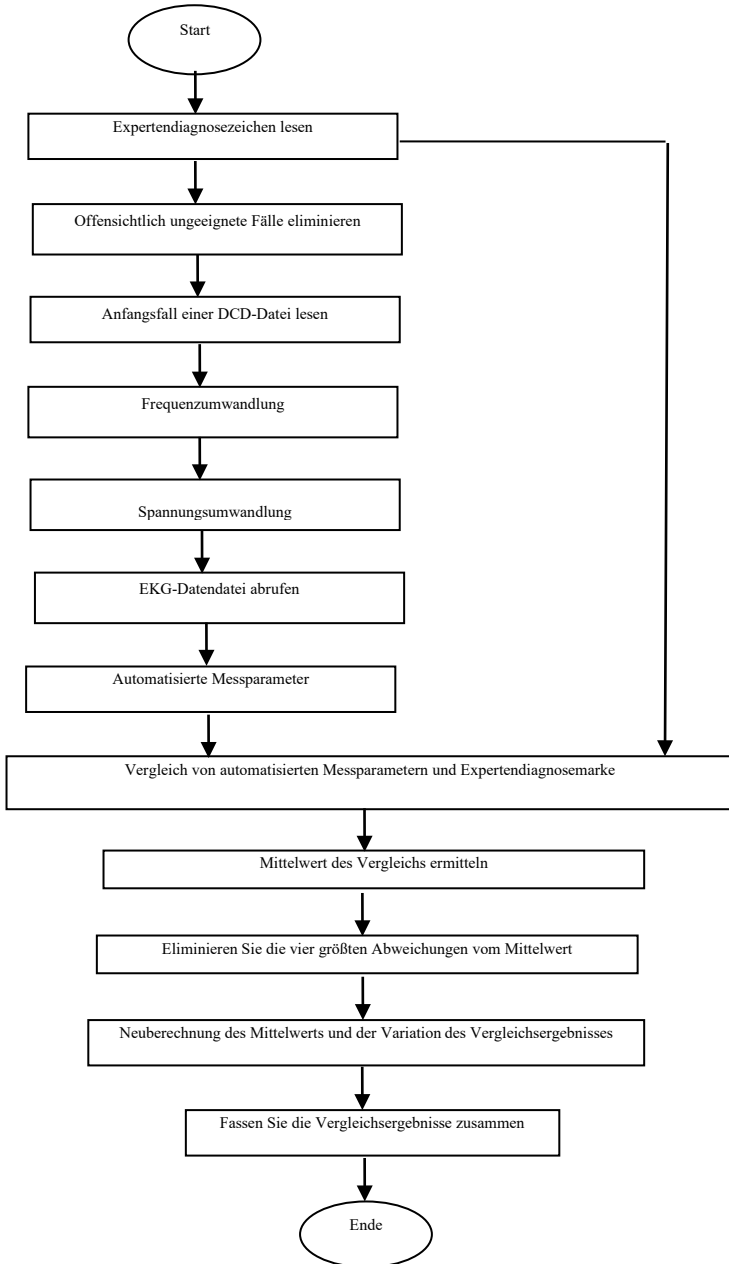 Start
Expertendiagnosezeichen lesen
Offensichtlich ungeeignete Fälle eliminieren
Anfangsfall einer DCD-Datei lesen
Frequenzumwandlung
Spannungsumwandlung
EKG-Datendatei abrufen
Automatisierte Messparameter
Vergleich von automatisierten Messparametern und Expertendiagnosemarke
Mittelwert des Vergleichs ermitteln
Eliminieren Sie die vier größten Abweichungen vom Mittelwert
Neuberechnung des Mittelwerts und der Variation des Vergleichsergebnisses
Fassen Sie die Vergleichsergebnisse zusammen
Ende